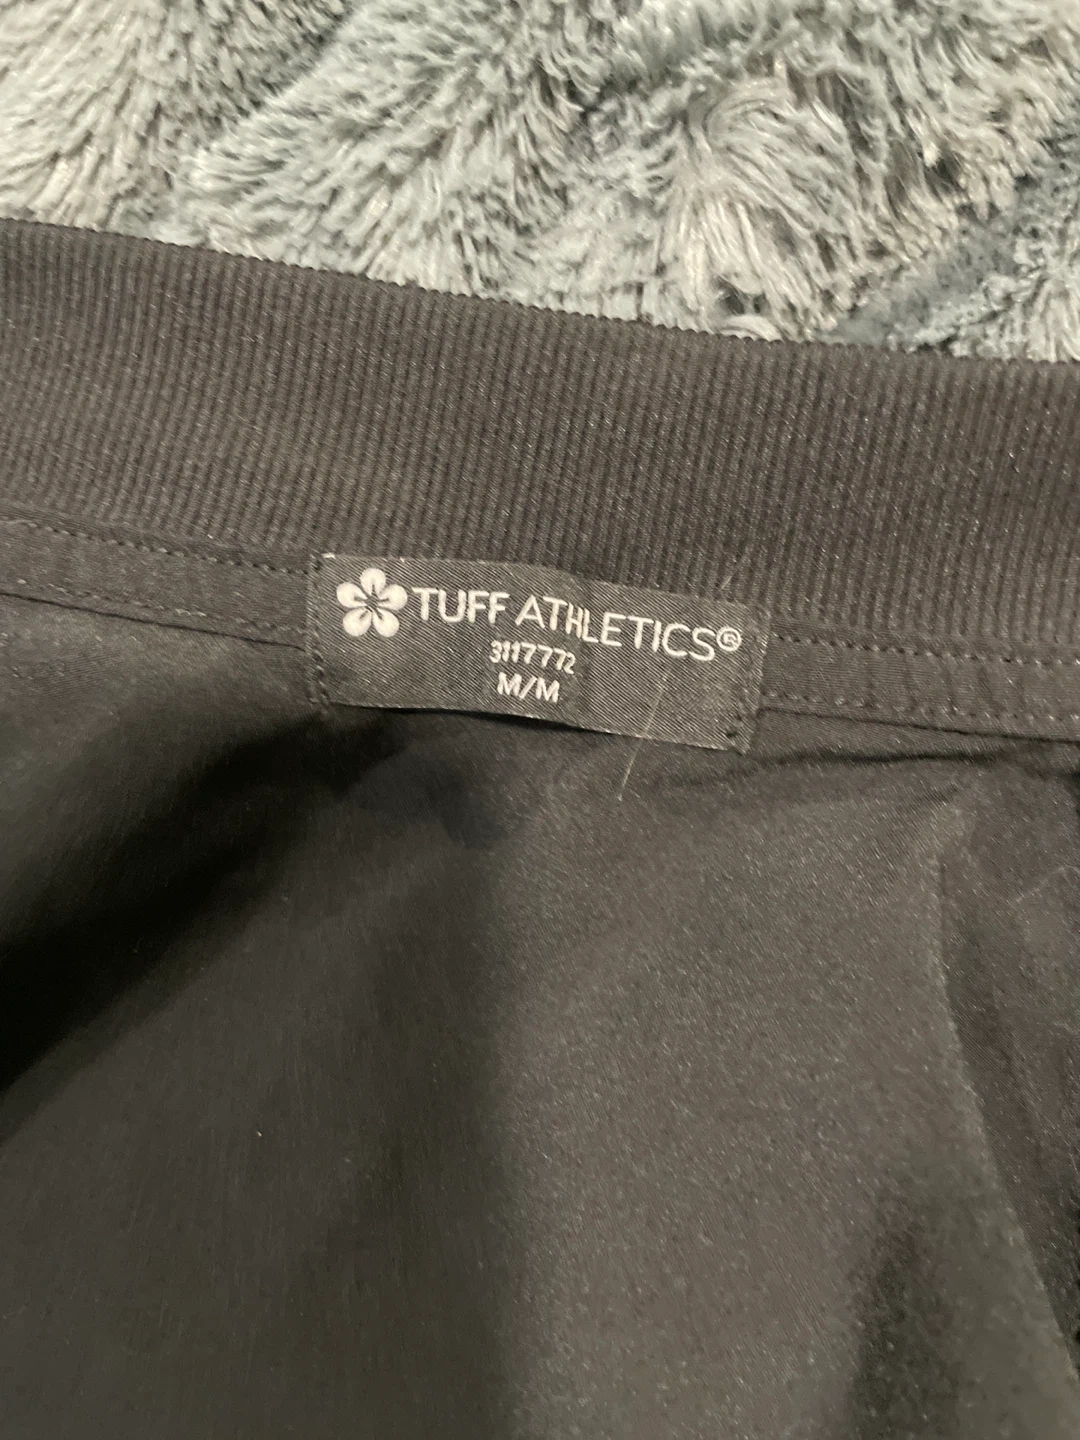 TUFF ATHLETICS®
3117772
M/M